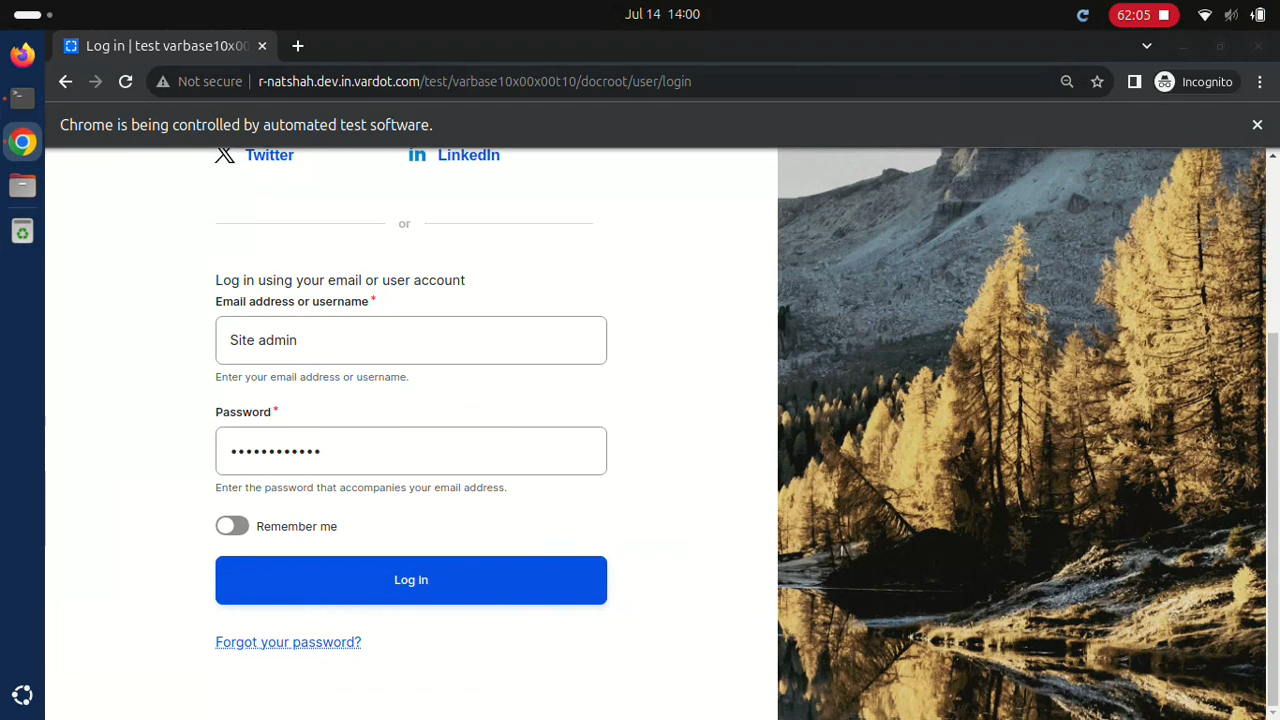 Jul 14 14:00
62:05
Log in | test varbase10x00
Not secure
r-natshah.dev.in.vardot.com/test/varbase10x00x00t10/docroot/user/login
Incognito
Chrome is being controlled by automated test software.
Twitter
LinkedIn
or
Log in using your email or user account
Email address or username*
Site admin
Enter your email address or username.
Password*
••••••••••••
Enter the password that accompanies your email address.
Remember me
Log In
Forgot your password?